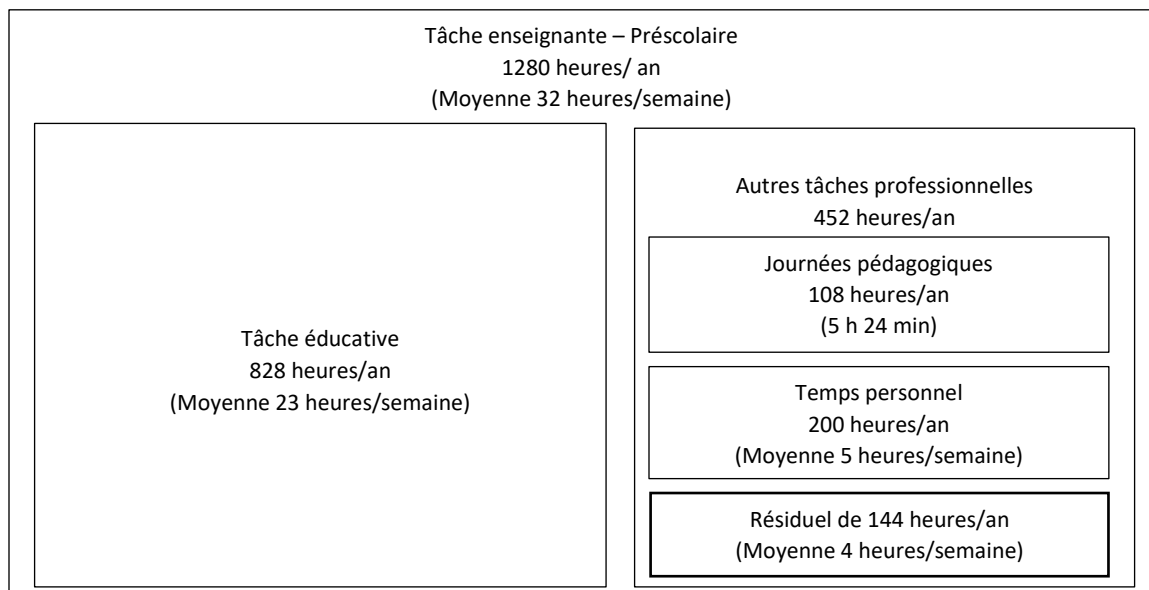 Tâche enseignante – Préscolaire
1280 heures/ an
(Moyenne 32 heures/semaine)
Tâche éducative
828 heures/an
(Moyenne 23 heures/semaine)
Autres tâches professionnelles
452 heures/an
Journées pédagogiques
108 heures/an
(5 h 24 min)
Temps personnel
200 heures/an
(Moyenne 5 heures/semaine)
Résiduel de 144 heures/an
(Moyenne 4 heures/semaine)